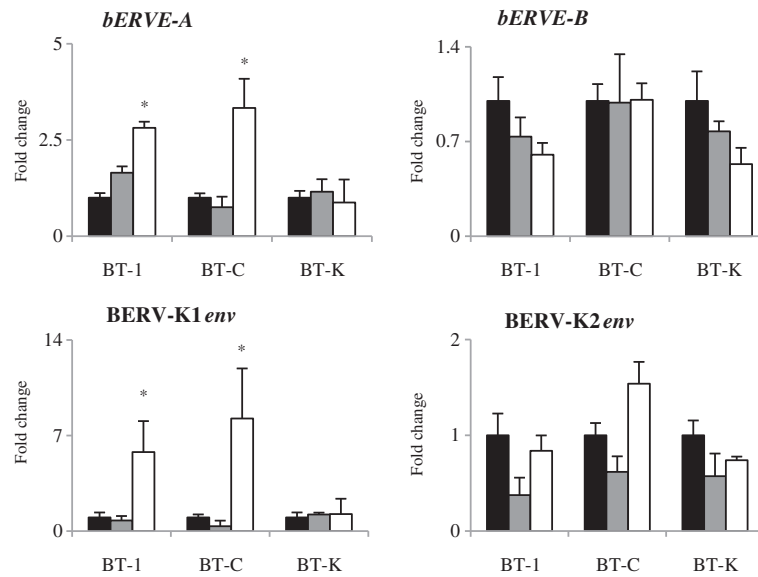 bERVE-A
5
2.5
0
Fold change
*
*
BT-1 BT-C BT-K
bERVE-B
1.4
0.7
0
Fold change
BT-1 BT-C BT-K
BERV-K1 env
14
7
0
Fold change
*
*
BT-1 BT-C BT-K
BERV-K2 env
2
1
0
Fold change
BT-1 BT-C BT-K